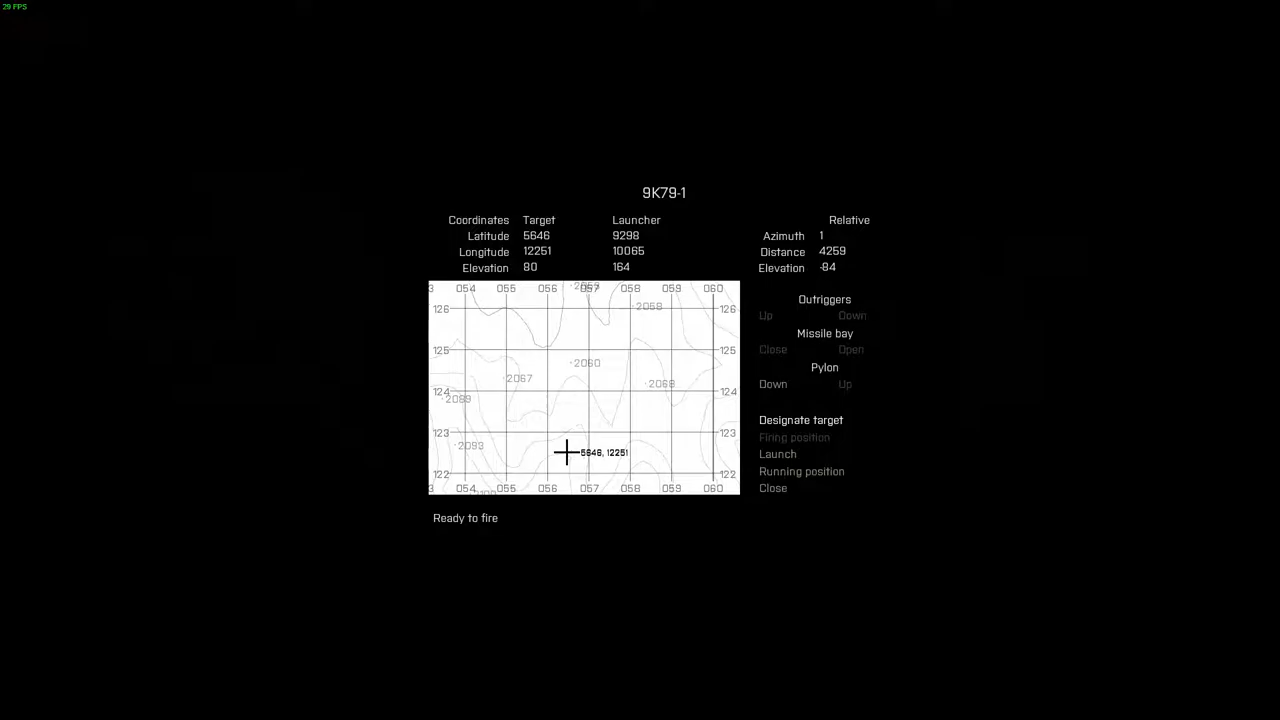 29 FPS
9K79-1
Coordinates Target Launcher Relative
Latitude 5646 9298 Azimuth 1
Longitude 12251 10065 Distance 4259
Elevation 80 164 Elevation -84
054 055 056 057 058 059 060
2059
126 2058 126
Outriggers
Up Down
Missile bay
125 125
Close Open
2060
Pylon
2067
2068
Down Up
124 124
2089
Designate target
123 123
Firing position
2093
5646, 12251
Launch
122 122
Running position
054 055 056 057 058 059 060
Close
Ready to fire